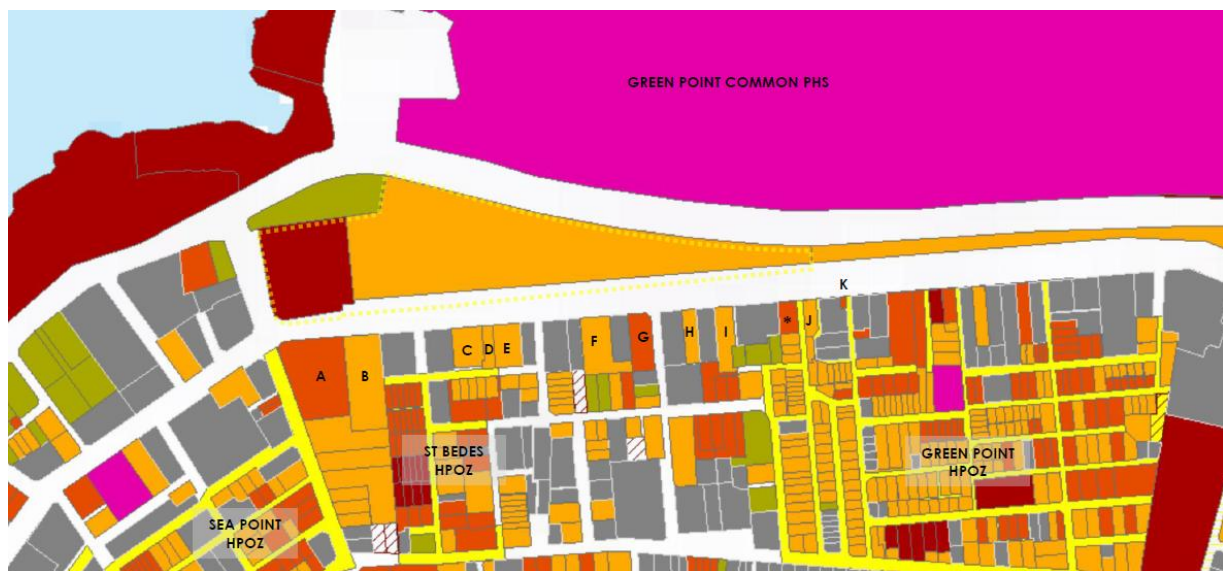 GREEN POINT COMMON PHS
K
A
B
C
D
E
F
G
H
I
*
J
ST BEDES
HPOZ
GREEN POINT
HPOZ
SEA POINT
HPOZ